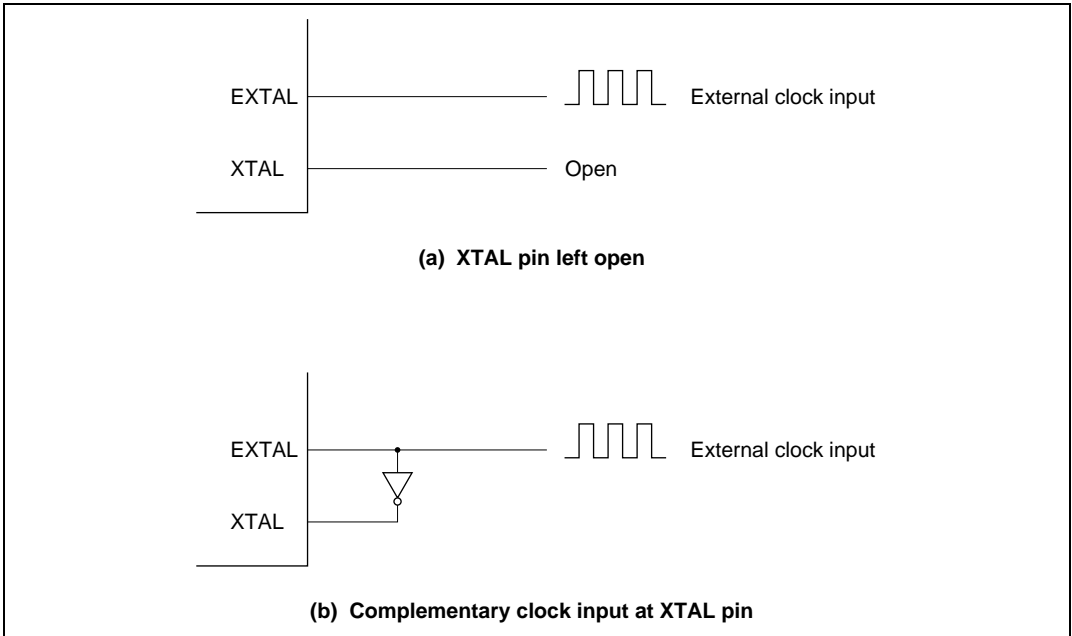 EXTAL External clock input
XTAL Open
(a) XTAL pin left open
EXTAL External clock input
XTAL
(b) Complementary clock input at XTAL pin